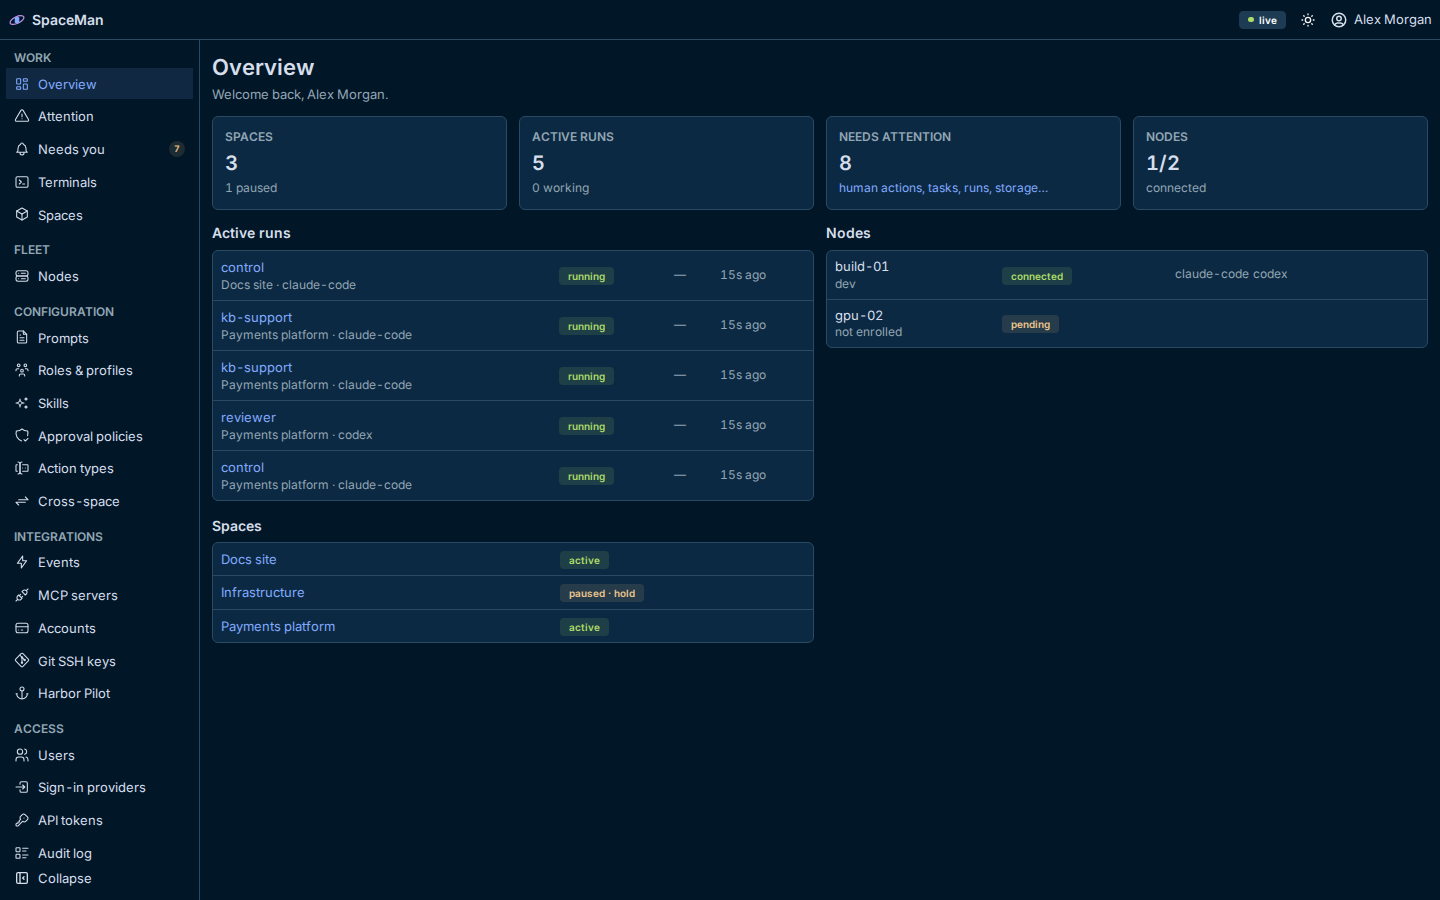 SpaceMan
live
Alex Morgan
WORK
Overview
Attention
Needs you
7
Terminals
Spaces
FLEET
Nodes
CONFIGURATION
Prompts
Roles & profiles
Skills
Approval policies
Action types
Cross-space
INTEGRATIONS
Events
MCP servers
Accounts
Git SSH keys
Harbor Pilot
ACCESS
Users
Sign-in providers
API tokens
Audit log
Collapse
Overview
Welcome back, Alex Morgan.
SPACES
3
1 paused
ACTIVE RUNS
5
0 working
NEEDS ATTENTION
8
human actions, tasks, runs, storage...
NODES
1/2
connected
Active runs
control
Docs site · claude-code
running
—
15s ago
kb-support
Payments platform · claude-code
running
—
15s ago
kb-support
Payments platform · claude-code
running
—
15s ago
reviewer
Payments platform · codex
running
—
15s ago
control
Payments platform · claude-code
running
—
15s ago
Nodes
build-01
dev
connected
claude-code codex
gpu-02
not enrolled
pending
Spaces
Docs site
active
Infrastructure
paused · hold
Payments platform
active